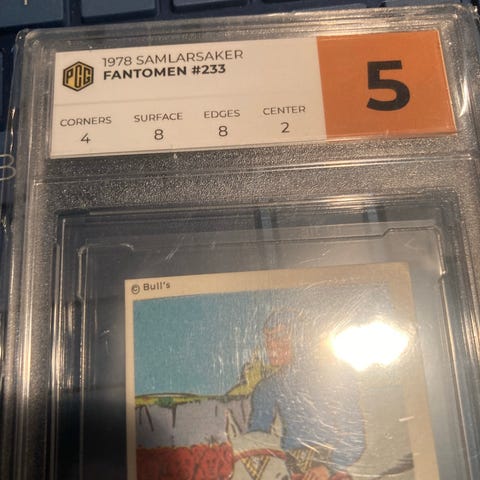 PGG
1978 SAMLARSAKER
FANTOMEN #233
CORNERS SURFACE EDGES CENTER
4 8 8 2
5
© Bull's